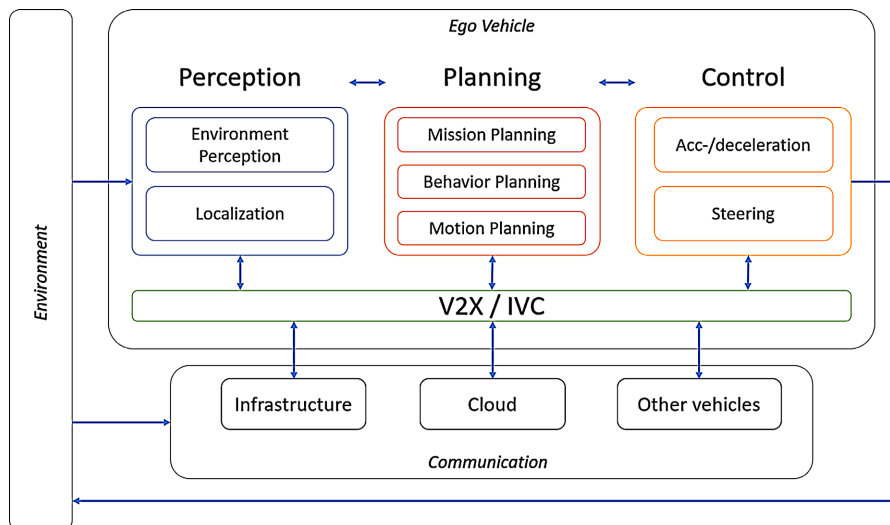 Ego Vehicle
Perception
Planning
Control
Environment
Perception
Localization
Mission Planning
Behavior Planning
Motion Planning
Acc-/deceleration
Steering
Environment
V2X / IVC
Infrastructure
Cloud
Other vehicles
Communication